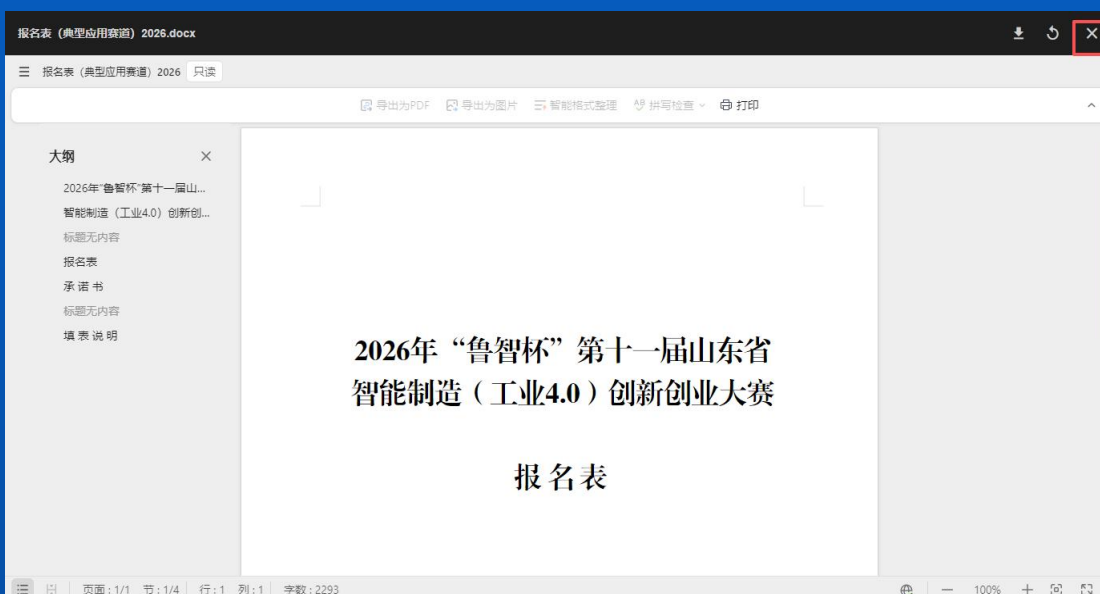 报名表（典型应用赛道）2026.docx
报名表（典型应用赛道）2026 只读
导出为PDF 导出为图片 智能格式整理 拼写检查 打印
大纲
2026年"鲁智杯"第十一届山...
智能制造（工业4.0）创新创...
标题无内容
报名表
承 诺 书
标题无内容
填 表 说 明
2026年“鲁智杯”第十一届山东省
智能制造（工业4.0）创新创业大赛
报 名 表
页面：1/1 节：1/4 行：1 列：1 字数：2293 100%